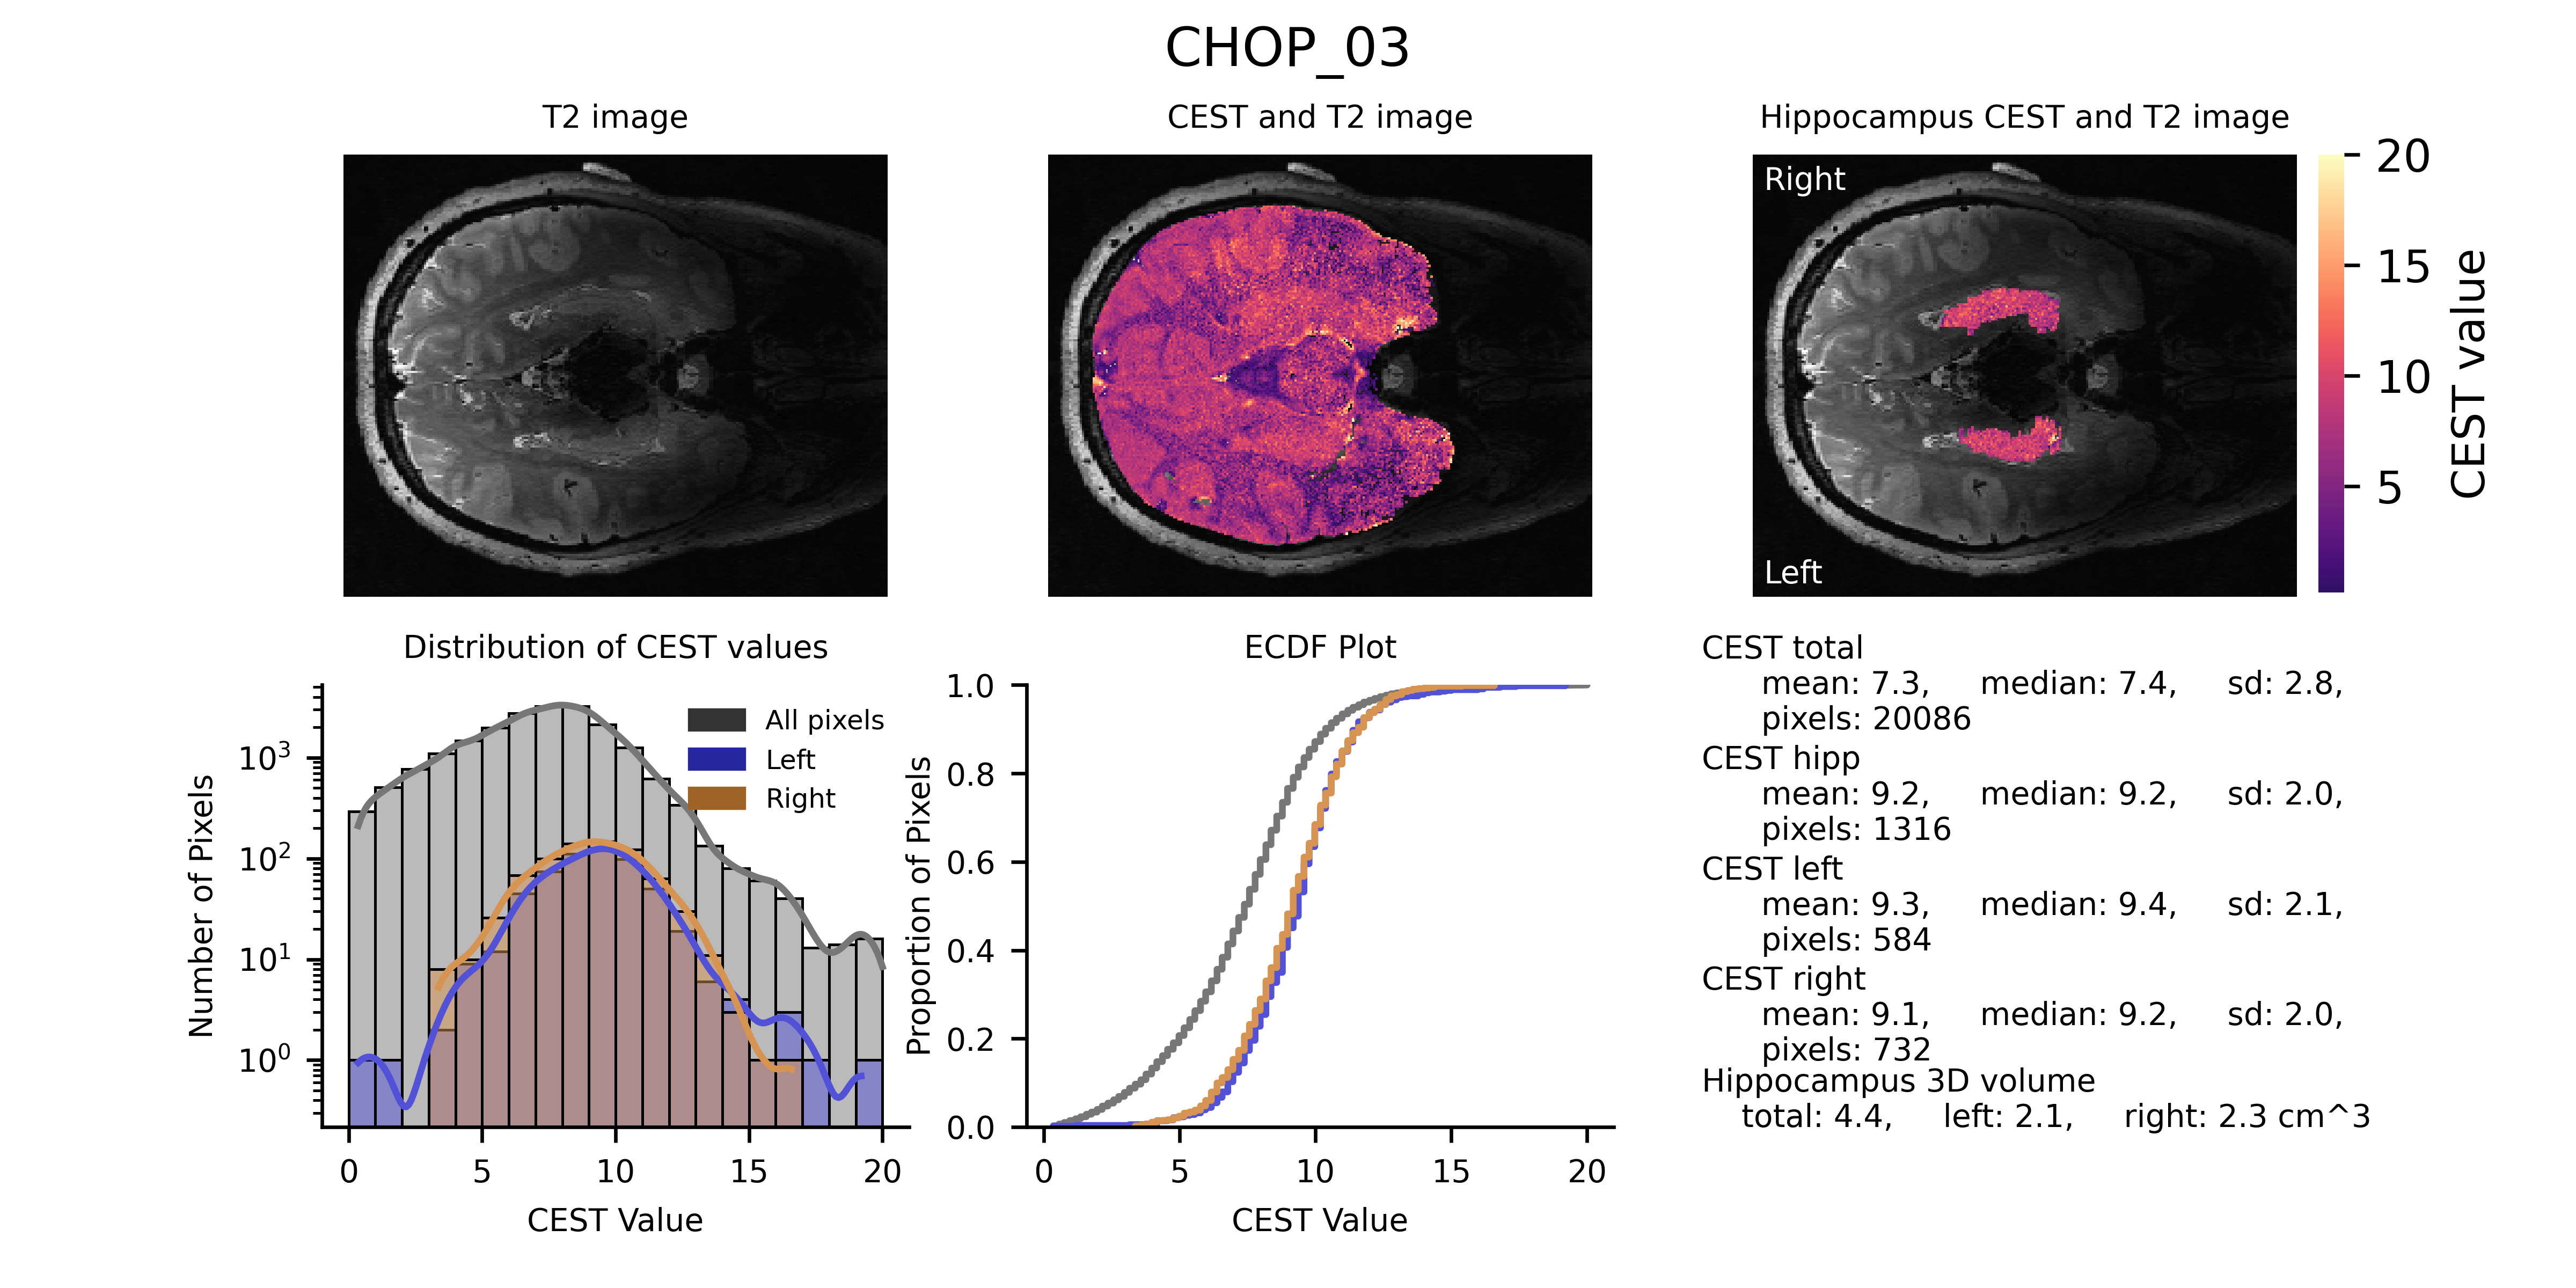 CHOP_03
T2 image
CEST and T2 image
Hippocampus CEST and T2 image
Right
Left
20
15
10
5
CEST value
Distribution of CEST values
Number of Pixels
10³
10²
10¹
10⁰
All pixels
Left
Right
0 5 10 15 20
CEST Value
ECDF Plot
Proportion of Pixels
1.0
0.8
0.6
0.4
0.2
0.0
0 5 10 15 20
CEST Value
CEST total
mean: 7.3, median: 7.4, sd: 2.8,
pixels: 20086
CEST hipp
mean: 9.2, median: 9.2, sd: 2.0,
pixels: 1316
CEST left
mean: 9.3, median: 9.4, sd: 2.1,
pixels: 584
CEST right
mean: 9.1, median: 9.2, sd: 2.0,
pixels: 732
Hippocampus 3D volume
total: 4.4, left: 2.1, right: 2.3 cm^3